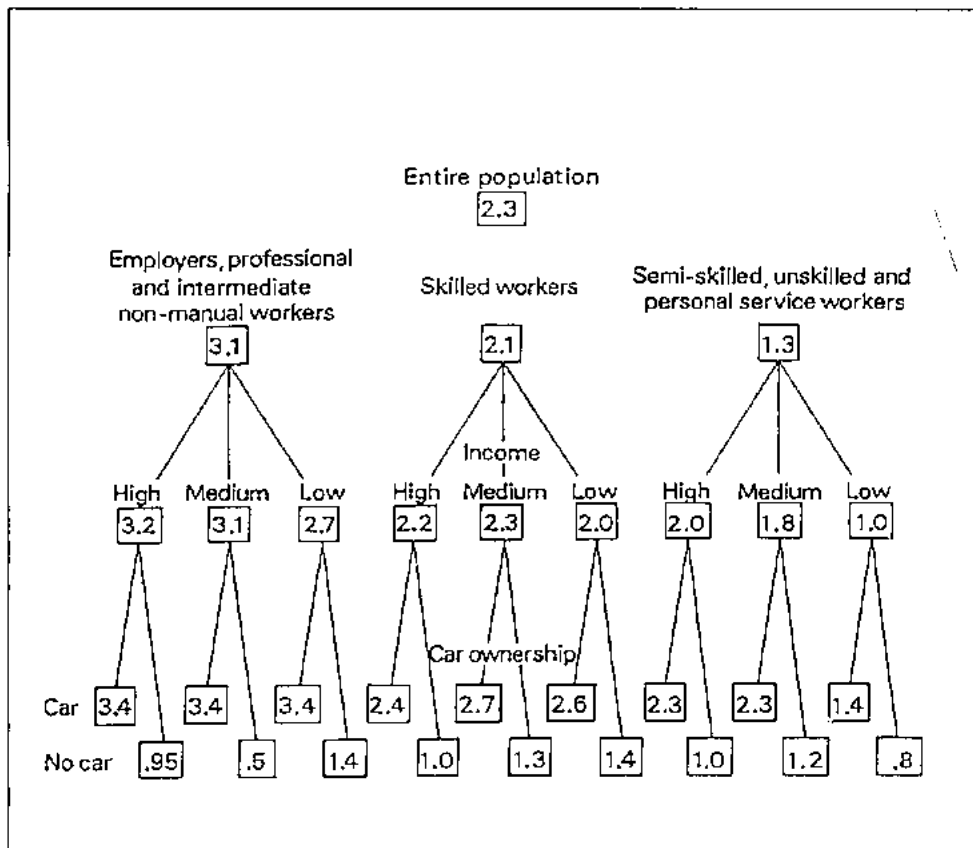 Entire population
2.3
Employers, professional
and intermediate
non-manual workers
3.1
Skilled workers
2.1
Semi-skilled, unskilled and
personal service workers
1.3
Income
High Medium Low High Medium Low High Medium Low
3.2 3.1 2.7 2.2 2.3 2.0 2.0 1.8 1.0
Car ownership
Car 3.4 3.4 3.4 2.4 2.7 2.6 2.3 2.3 1.4
No car .95 .5 1.4 1.0 1.3 1.4 1.0 1.2 .8